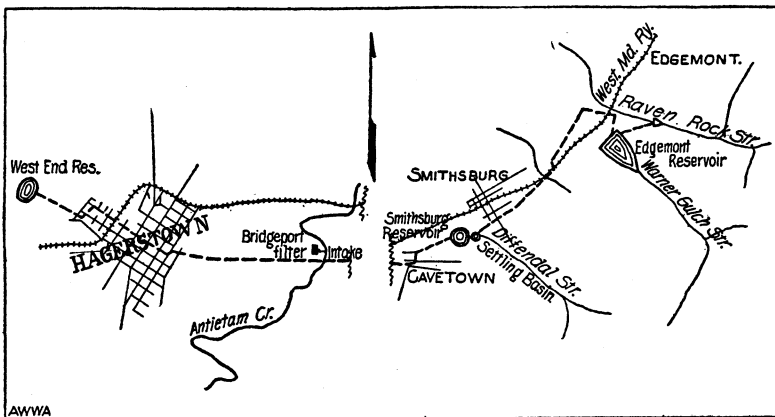 West End Res.
HAGERSTOWN
Bridgeport
filter
Intake
Antietam Cr.
West. Md. Ry.
EDGEMONT.
Raven Rock Str.
Edgemont
Reservoir
Warner Gulch Str.
SMITHSBURG
Smithsburg
Reservoir
Diffendal Str.
Settling Basin.
CAVETOWN
AWWA